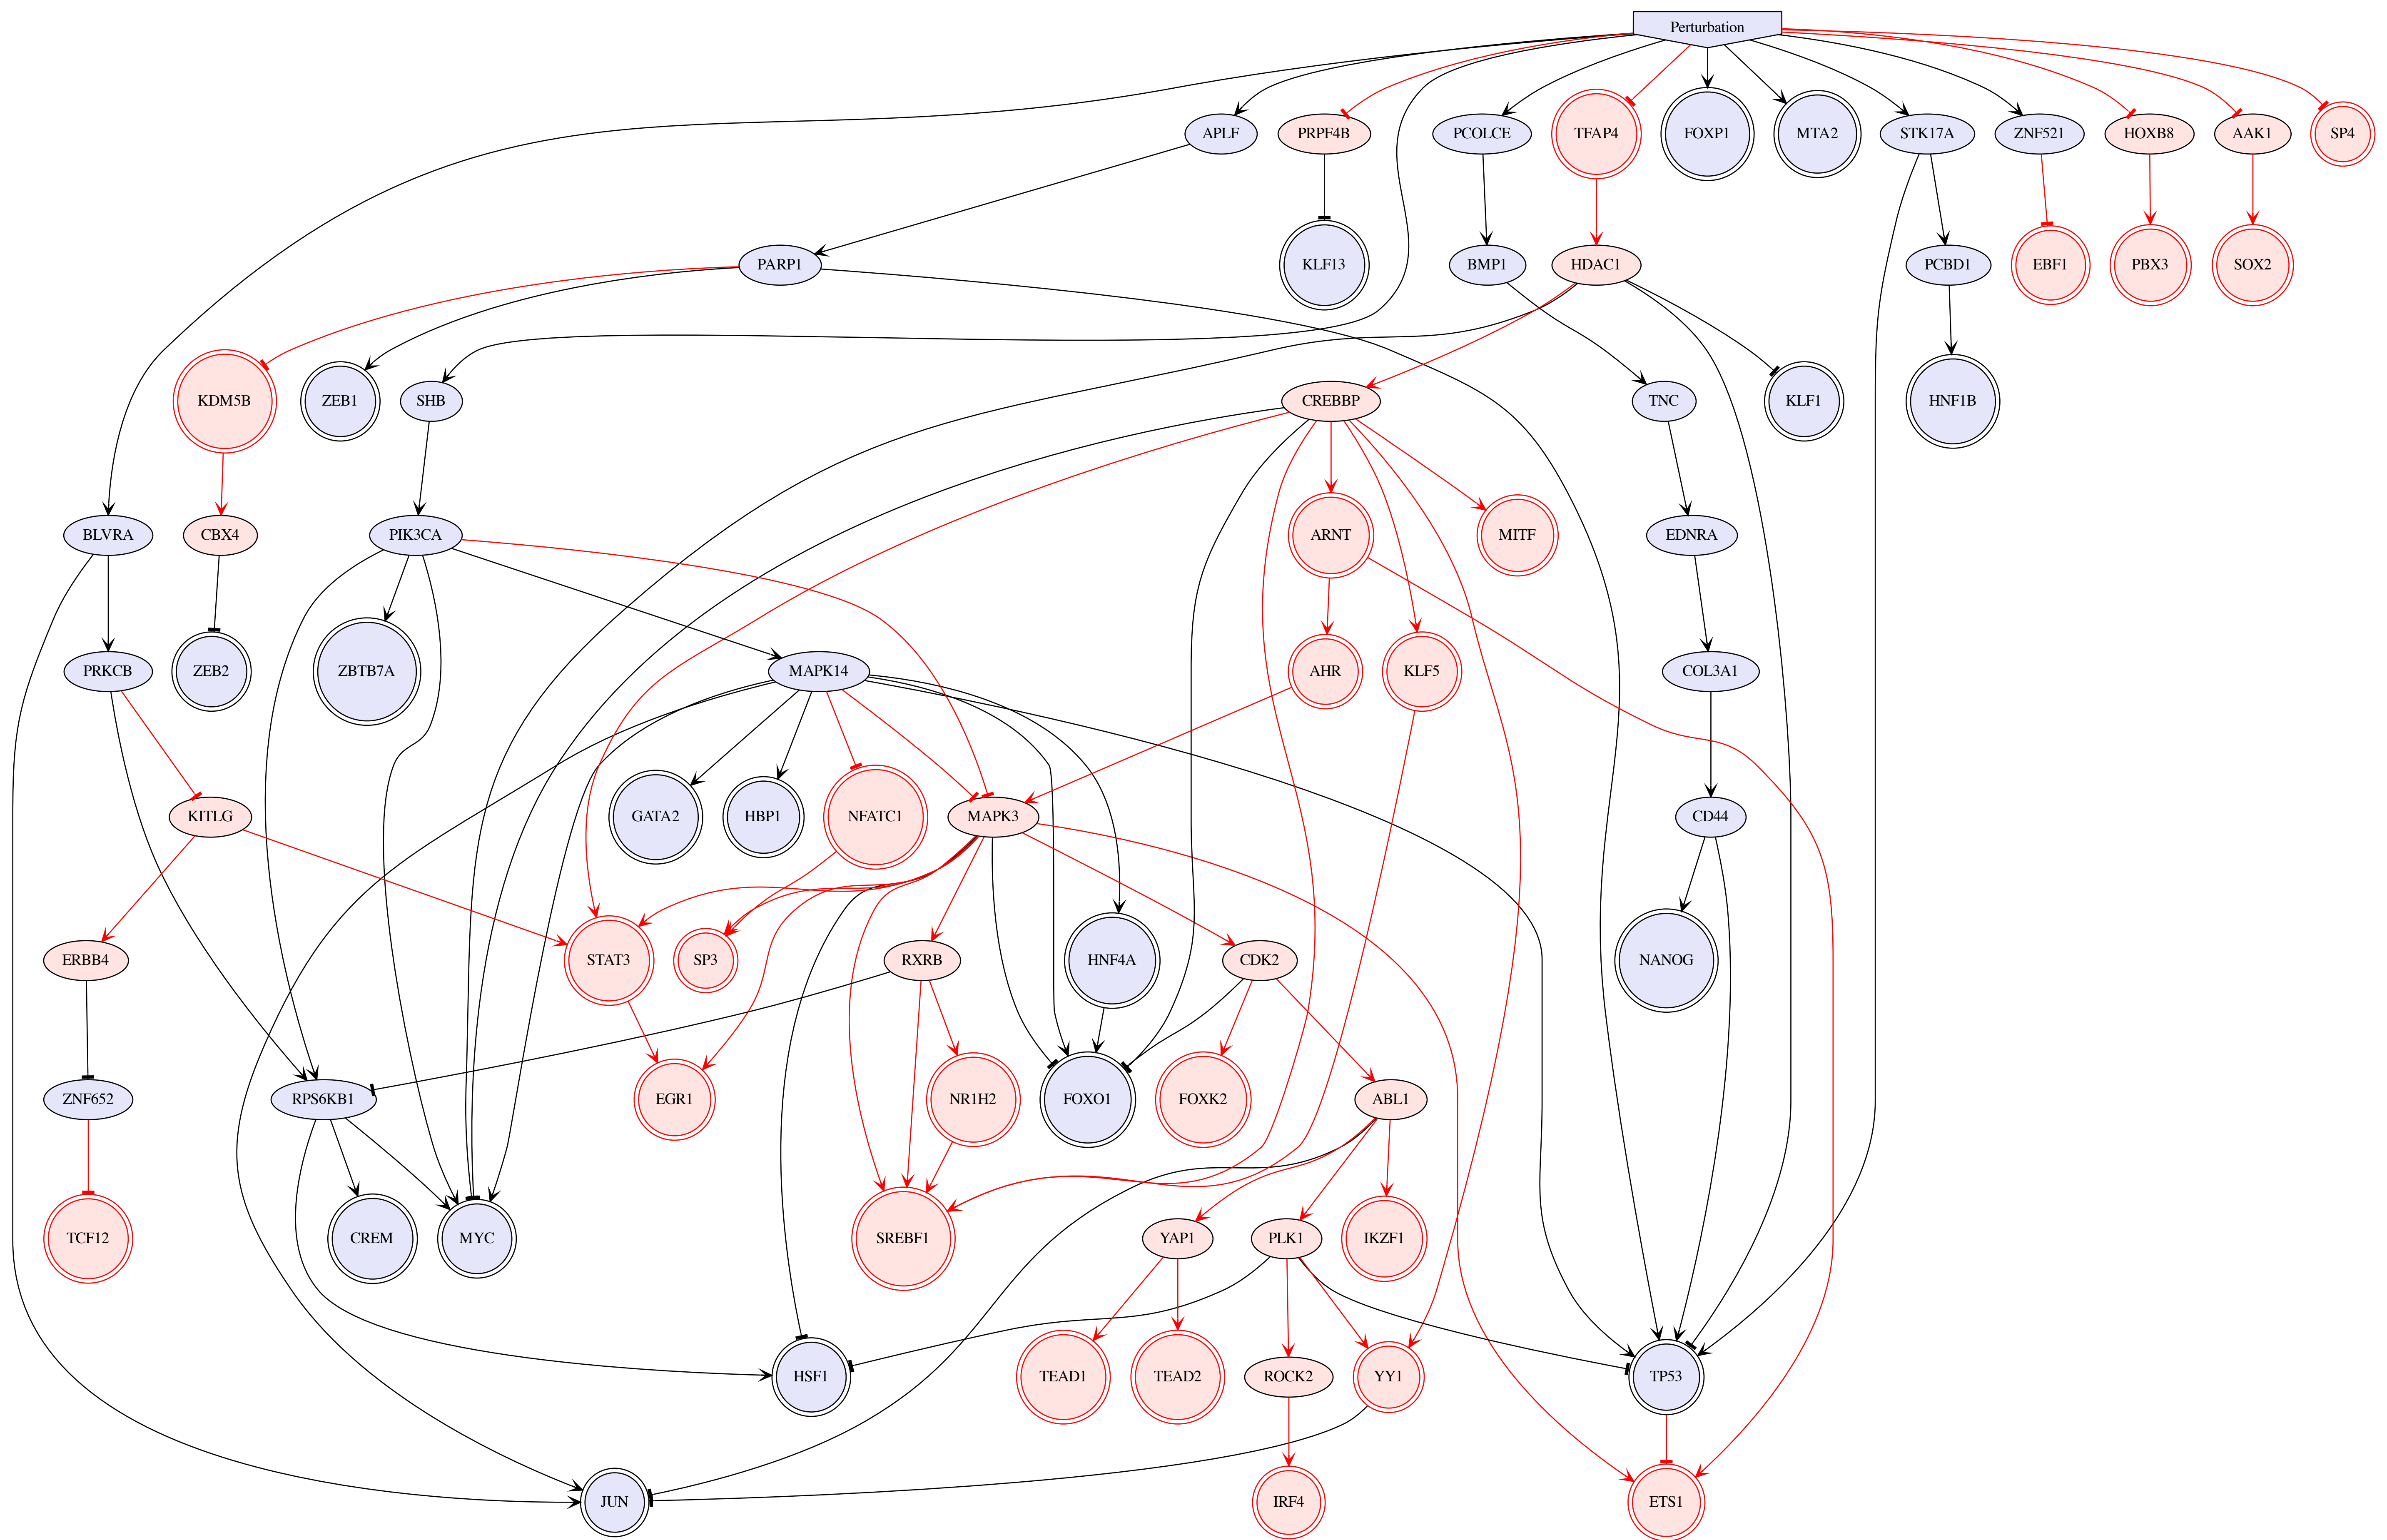 Perturbation
APLF
PRPF4B
PCOLCE
TFAP4
FOXP1
MTA2
STK17A
ZNF521
HOXB8
AAK1
SP4
PARP1
KLF13
BMP1
HDAC1
PCBD1
EBF1
PBX3
SOX2
KDM5B
ZEB1
SHB
CREBBP
TNC
KLF1
HNF1B
BLVRA
CBX4
PIK3CA
ARNT
MITF
EDNRA
PRKCB
ZEB2
ZBTB7A
MAPK14
AHR
KLF5
COL3A1
KITLG
GATA2
HBP1
NFATC1
MAPK3
CD44
ERBB4
STAT3
SP3
RXRB
HNF4A
CDK2
NANOG
ZNF652
RPS6KB1
EGR1
NR1H2
FOXO1
FOXK2
ABL1
TCF12
CREM
MYC
SREBF1
YAP1
PLK1
IKZF1
HSF1
TEAD1
TEAD2
ROCK2
YY1
TP53
JUN
IRF4
ETS1